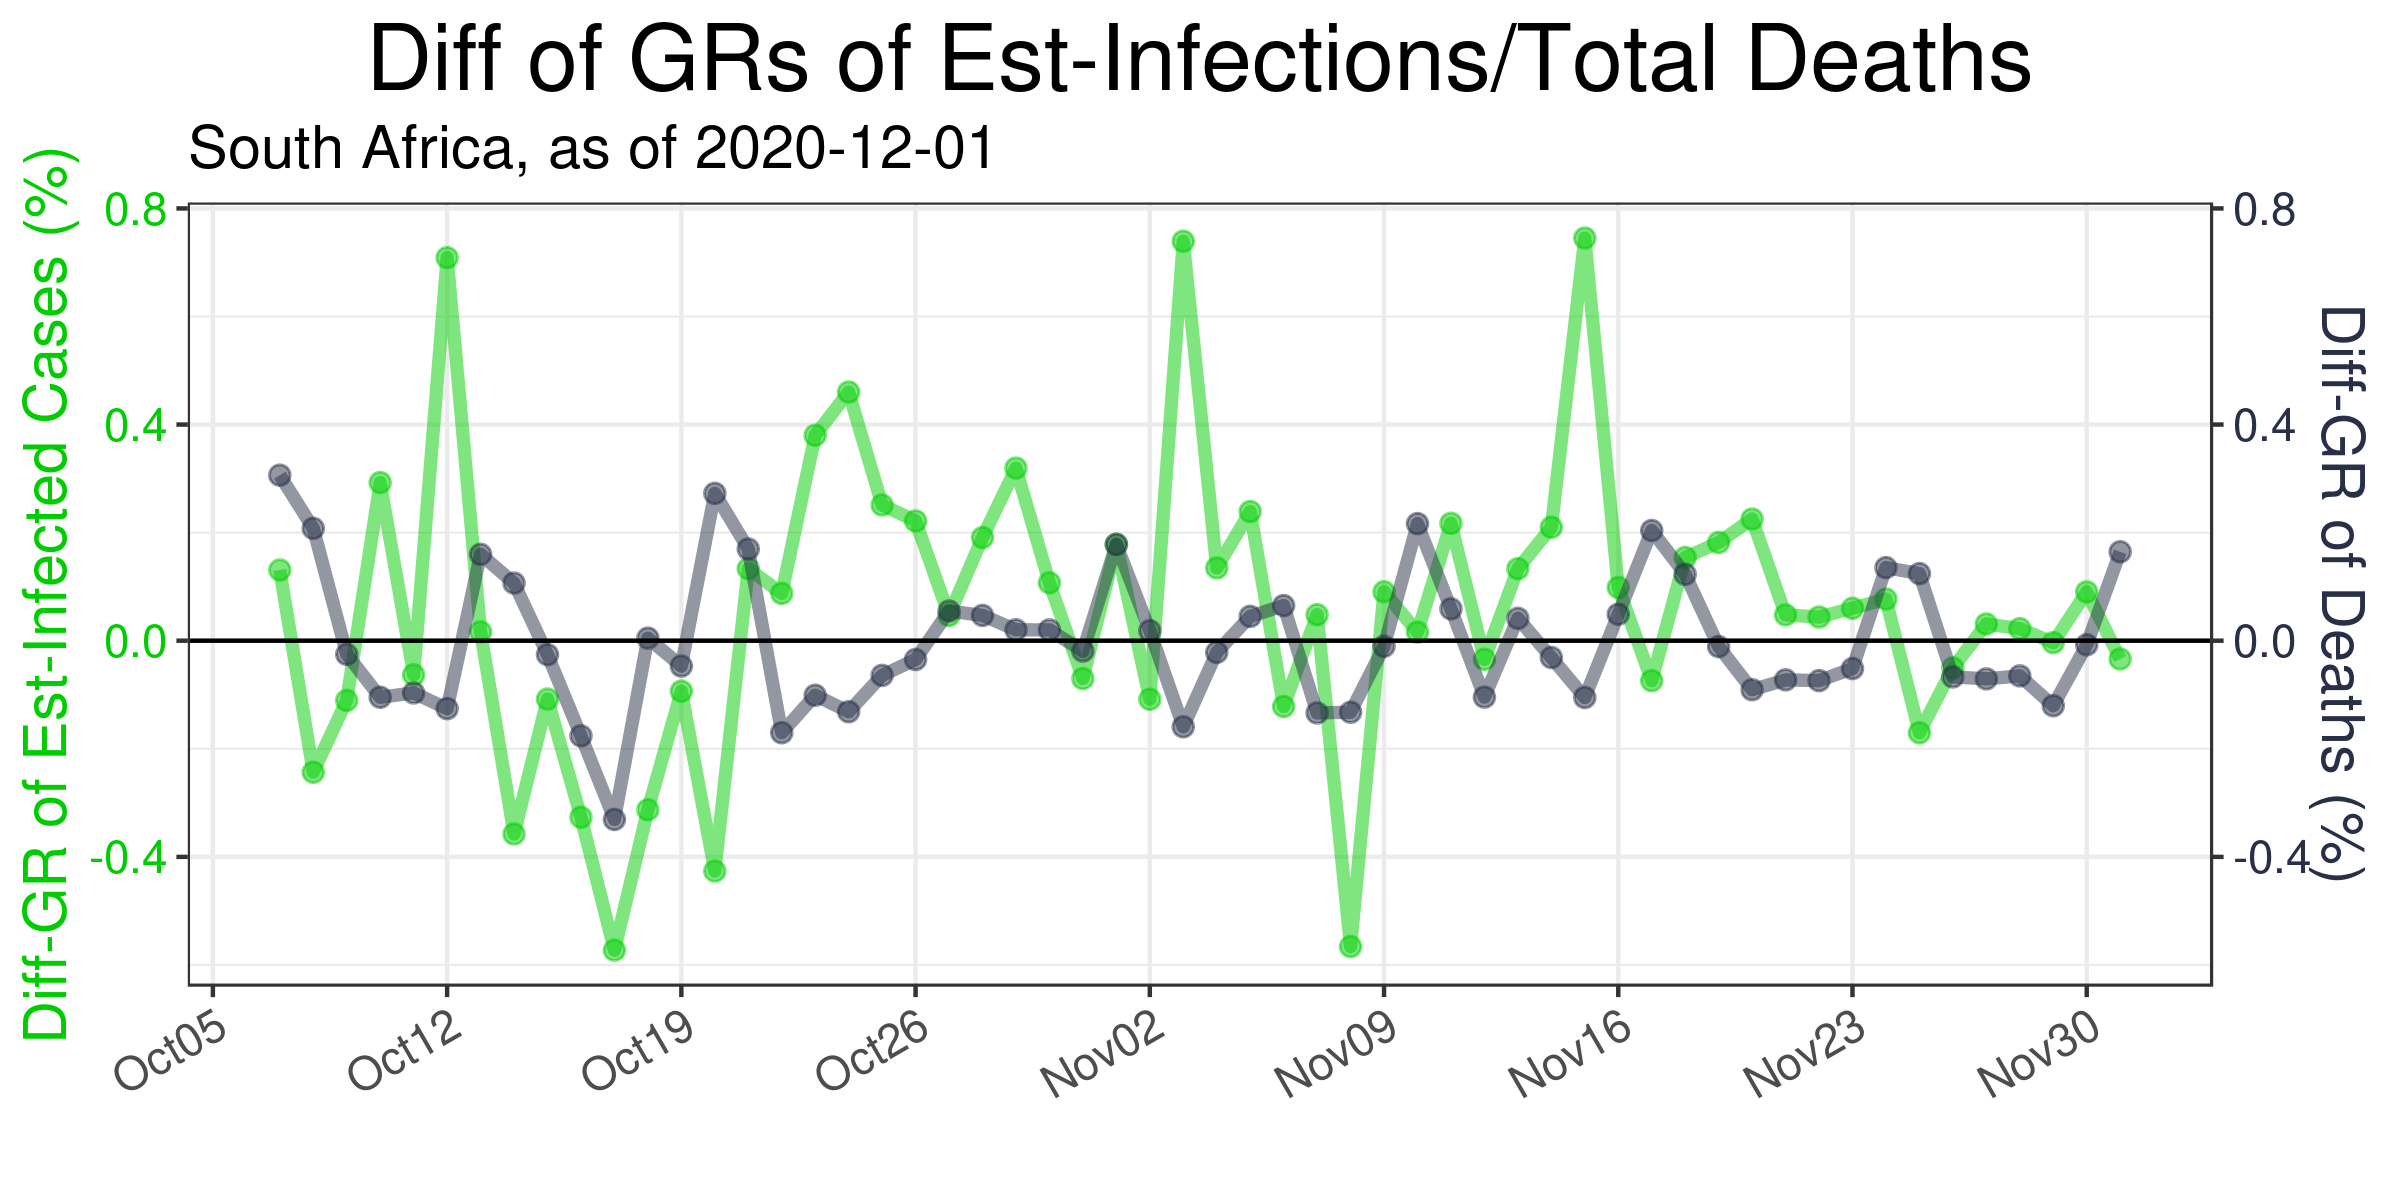 Diff of GRs of Est-Infections/Total Deaths
South Africa, as of 2020-12-01
Diff-GR of Est-Infected Cases (%)
0.8
0.4
0.0
-0.4
0.8
0.4
0.0
-0.4
Diff-GR of Deaths (%)
Oct05
Oct12
Oct19
Oct26
Nov02
Nov09
Nov16
Nov23
Nov30